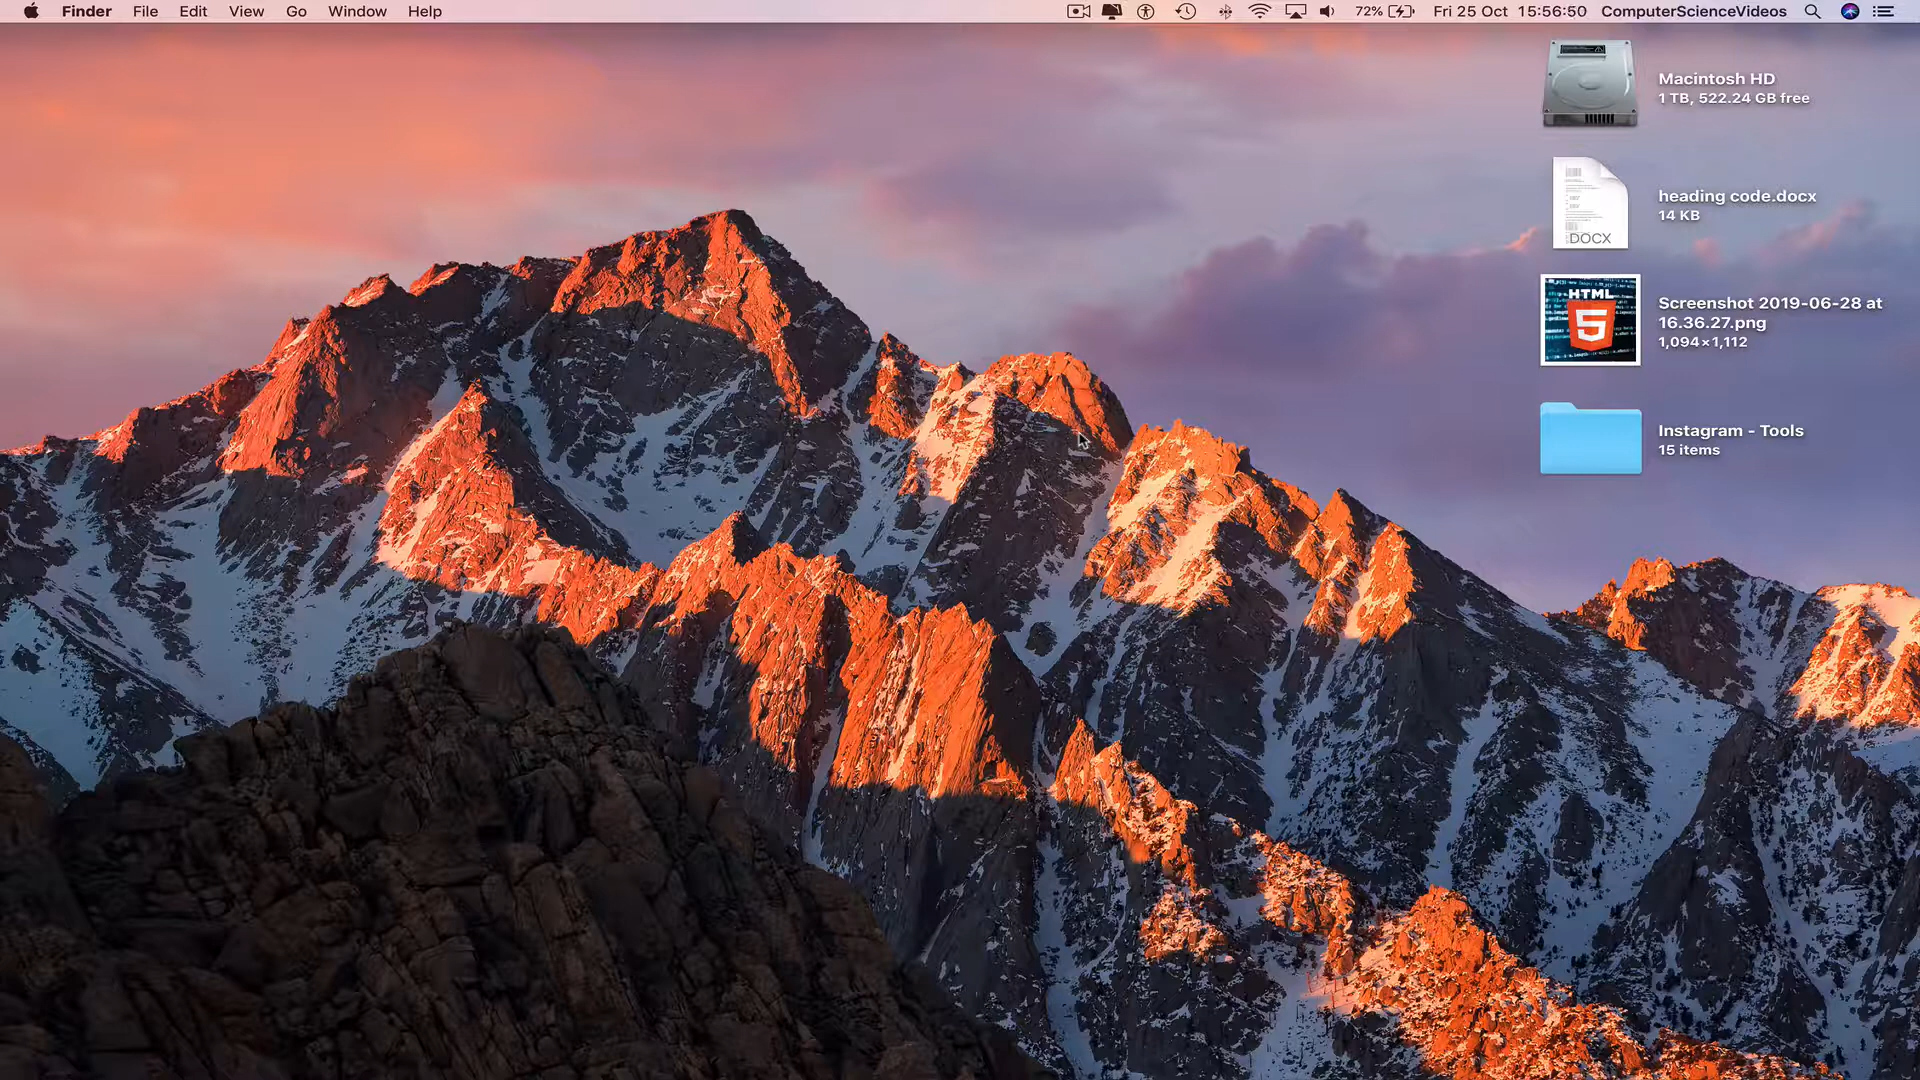 Finder File Edit View Go Window Help 72% Fri 25 Oct 15:56:50 ComputerScienceVideos
Macintosh HD
1 TB, 522.24 GB free
DOCX
heading code.docx
14 KB
HTML
5
Screenshot 2019-06-28 at
16.36.27.png
1,094×1,112
Instagram - Tools
15 items